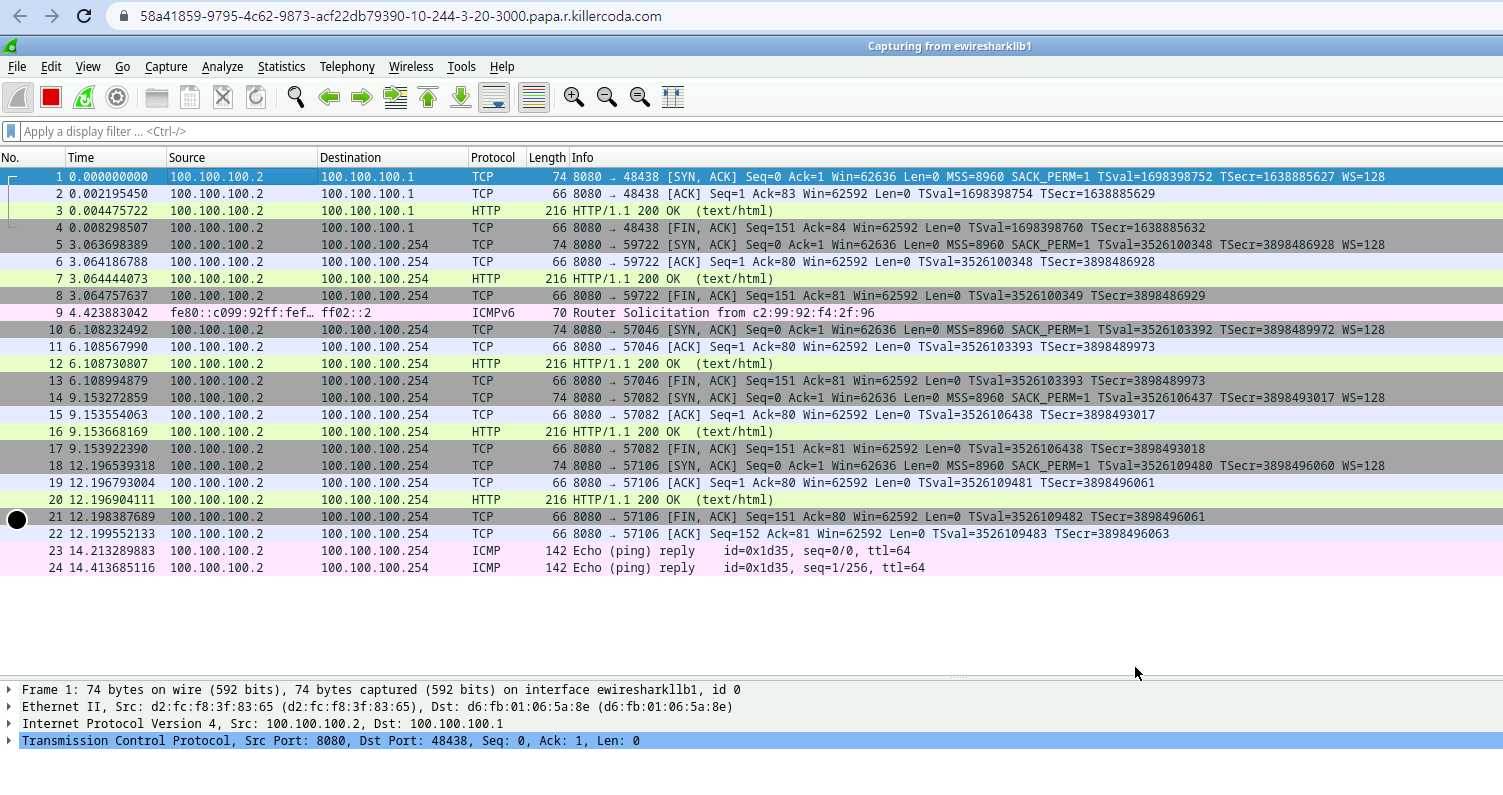 58a41859-9795-4c62-9873-acf22db79390-10-244-3-20-3000.papa.r.killercoda.com
Capturing from ewiresharkllb1
File Edit View Go Capture Analyze Statistics Telephony Wireless Tools Help
Apply a display filter ... <Ctrl-/>
No. Time Source Destination Protocol Length Info
1 0.000000000 100.100.100.2 100.100.100.1 TCP 74 8080 → 48438 [SYN, ACK] Seq=0 Ack=1 Win=62636 Len=0 MSS=8960 SACK_PERM=1 TSval=1698398752 TSecr=1638885627 WS=128
2 0.002195450 100.100.100.2 100.100.100.1 TCP 66 8080 → 48438 [ACK] Seq=1 Ack=83 Win=62592 Len=0 TSval=1698398754 TSecr=1638885629
3 0.004475722 100.100.100.2 100.100.100.1 HTTP 216 HTTP/1.1 200 OK (text/html)
4 0.008298507 100.100.100.2 100.100.100.1 TCP 66 8080 → 48438 [FIN, ACK] Seq=151 Ack=84 Win=62592 Len=0 TSval=1698398760 TSecr=1638885632
5 3.063698389 100.100.100.2 100.100.100.254 TCP 74 8080 → 59722 [SYN, ACK] Seq=0 Ack=1 Win=62636 Len=0 MSS=8960 SACK_PERM=1 TSval=3526100348 TSecr=3898486928 WS=128
6 3.064186788 100.100.100.2 100.100.100.254 TCP 66 8080 → 59722 [ACK] Seq=1 Ack=80 Win=62592 Len=0 TSval=3526100348 TSecr=3898486928
7 3.064444073 100.100.100.2 100.100.100.254 HTTP 216 HTTP/1.1 200 OK (text/html)
8 3.064757637 100.100.100.2 100.100.100.254 TCP 66 8080 → 59722 [FIN, ACK] Seq=151 Ack=81 Win=62592 Len=0 TSval=3526100349 TSecr=3898486929
9 4.423883042 fe80::c099:92ff:fef… ff02::2 ICMPv6 70 Router Solicitation from c2:99:92:f4:2f:96
10 6.108232492 100.100.100.2 100.100.100.254 TCP 74 8080 → 57046 [SYN, ACK] Seq=0 Ack=1 Win=62636 Len=0 MSS=8960 SACK_PERM=1 TSval=3526103392 TSecr=3898489972 WS=128
11 6.108567990 100.100.100.2 100.100.100.254 TCP 66 8080 → 57046 [ACK] Seq=1 Ack=80 Win=62592 Len=0 TSval=3526103393 TSecr=3898489973
12 6.108730807 100.100.100.2 100.100.100.254 HTTP 216 HTTP/1.1 200 OK (text/html)
13 6.108994879 100.100.100.2 100.100.100.254 TCP 66 8080 → 57046 [FIN, ACK] Seq=151 Ack=81 Win=62592 Len=0 TSval=3526103393 TSecr=3898489973
14 9.153272859 100.100.100.2 100.100.100.254 TCP 74 8080 → 57082 [SYN, ACK] Seq=0 Ack=1 Win=62636 Len=0 MSS=8960 SACK_PERM=1 TSval=3526106437 TSecr=3898493017 WS=128
15 9.153554063 100.100.100.2 100.100.100.254 TCP 66 8080 → 57082 [ACK] Seq=1 Ack=80 Win=62592 Len=0 TSval=3526106438 TSecr=3898493017
16 9.153668169 100.100.100.2 100.100.100.254 HTTP 216 HTTP/1.1 200 OK (text/html)
17 9.153922390 100.100.100.2 100.100.100.254 TCP 66 8080 → 57082 [FIN, ACK] Seq=151 Ack=81 Win=62592 Len=0 TSval=3526106438 TSecr=3898493018
18 12.196539318 100.100.100.2 100.100.100.254 TCP 74 8080 → 57106 [SYN, ACK] Seq=0 Ack=1 Win=62636 Len=0 MSS=8960 SACK_PERM=1 TSval=3526109480 TSecr=3898496060 WS=128
19 12.196793004 100.100.100.2 100.100.100.254 TCP 66 8080 → 57106 [ACK] Seq=1 Ack=80 Win=62592 Len=0 TSval=3526109481 TSecr=3898496061
20 12.196904111 100.100.100.2 100.100.100.254 HTTP 216 HTTP/1.1 200 OK (text/html)
21 12.198387689 100.100.100.2 100.100.100.254 TCP 66 8080 → 57106 [FIN, ACK] Seq=151 Ack=80 Win=62592 Len=0 TSval=3526109482 TSecr=3898496061
22 12.199552133 100.100.100.2 100.100.100.254 TCP 66 8080 → 57106 [ACK] Seq=152 Ack=81 Win=62592 Len=0 TSval=3526109483 TSecr=3898496063
23 14.213289883 100.100.100.2 100.100.100.254 ICMP 142 Echo (ping) reply id=0x1d35, seq=0/0, ttl=64
24 14.413685116 100.100.100.2 100.100.100.254 ICMP 142 Echo (ping) reply id=0x1d35, seq=1/256, ttl=64
Frame 1: 74 bytes on wire (592 bits), 74 bytes captured (592 bits) on interface ewiresharkllb1, id 0
Ethernet II, Src: d2:fc:f8:3f:83:65 (d2:fc:f8:3f:83:65), Dst: d6:fb:01:06:5a:8e (d6:fb:01:06:5a:8e)
Internet Protocol Version 4, Src: 100.100.100.2, Dst: 100.100.100.1
Transmission Control Protocol, Src Port: 8080, Dst Port: 48438, Seq: 0, Ack: 1, Len: 0